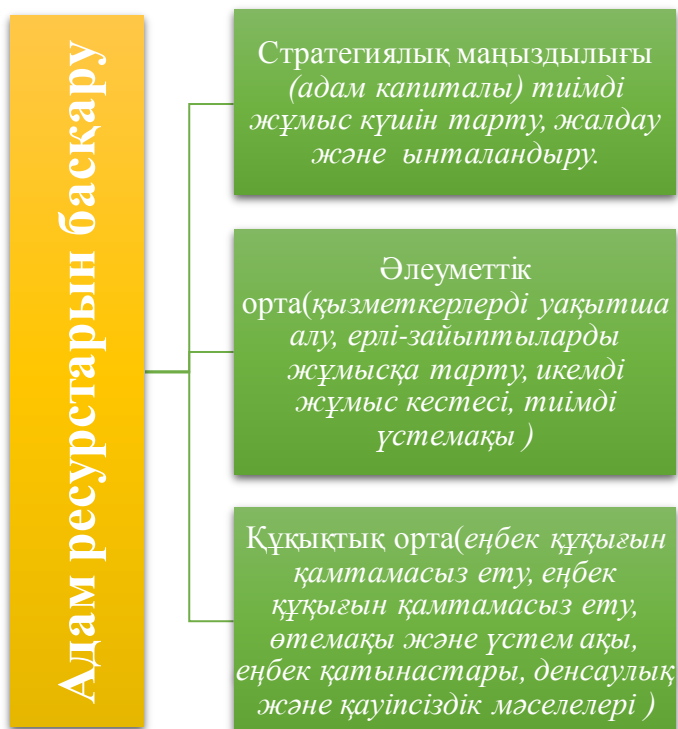 Адам ресурстарын басқару
Стратегиялық маңыздылығы
(адам капиталы) тиімді
жұмыс күшін тарту, жалдау
және ынталандыру.
Әлеуметтік
орта(қызметкерлерді уақытша
алу, ерлі-зайыптыларды
жұмысқа тарту, икемді
жұмыс кестесі, тиімді
үстемақы )
Құқықтық орта(еңбек құқығын
қамтамасыз ету, еңбек
құқығын қамтамасыз ету,
өтемақы және үстем ақы,
еңбек қатынастары, денсаулық
және қауіпсіздік мәселелері )